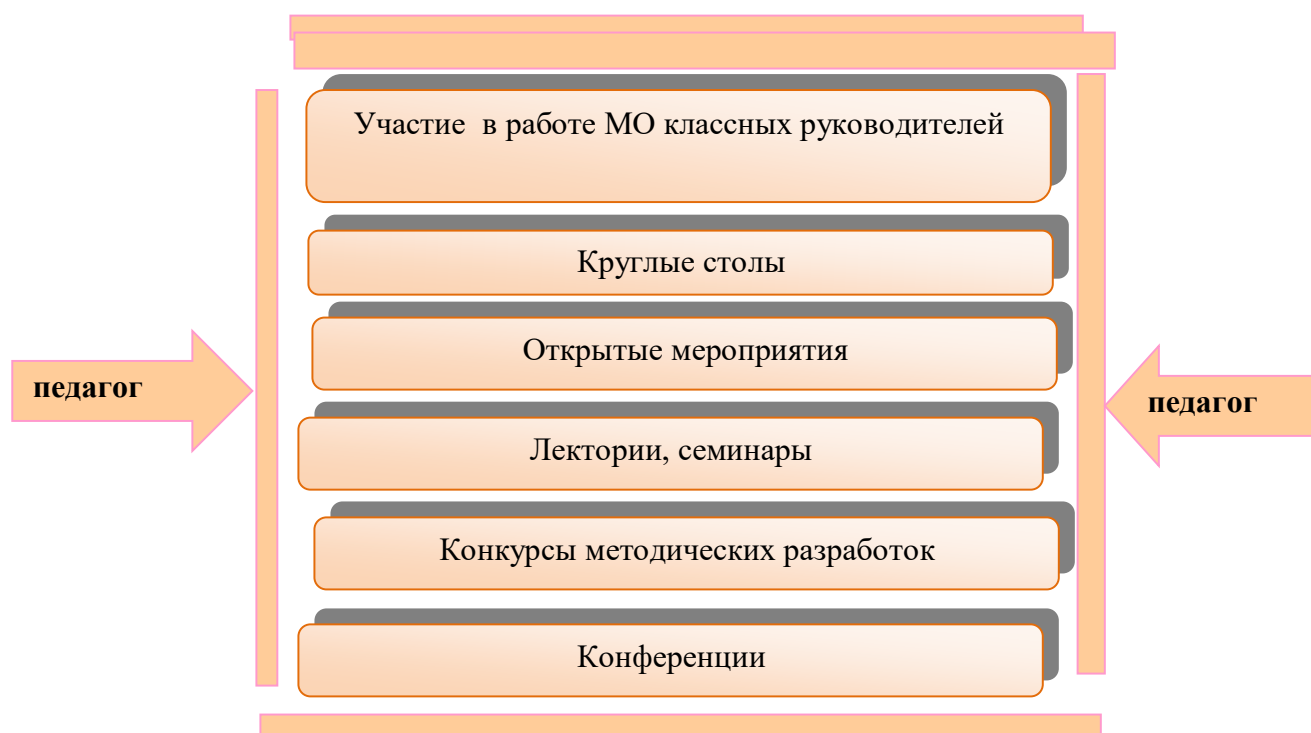 Участие  в работе МО классных руководителей
Круглые столы
Открытые мероприятия
педагог
педагог
Лектории, семинары
Конкурсы методических разработок
Конференции